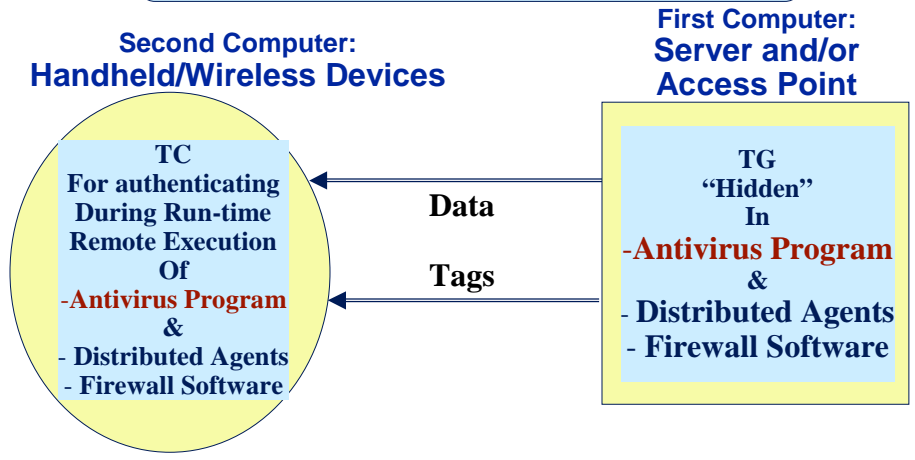 Second Computer:
Handheld/Wireless Devices
First Computer:
Server and/or
Access Point
TC
For authenticating
During Run-time
Remote Execution
Of
-Antivirus Program
&
- Distributed Agents
- Firewall Software
Data
Tags
TG
“Hidden”
In
-Antivirus Program
&
- Distributed Agents
- Firewall Software